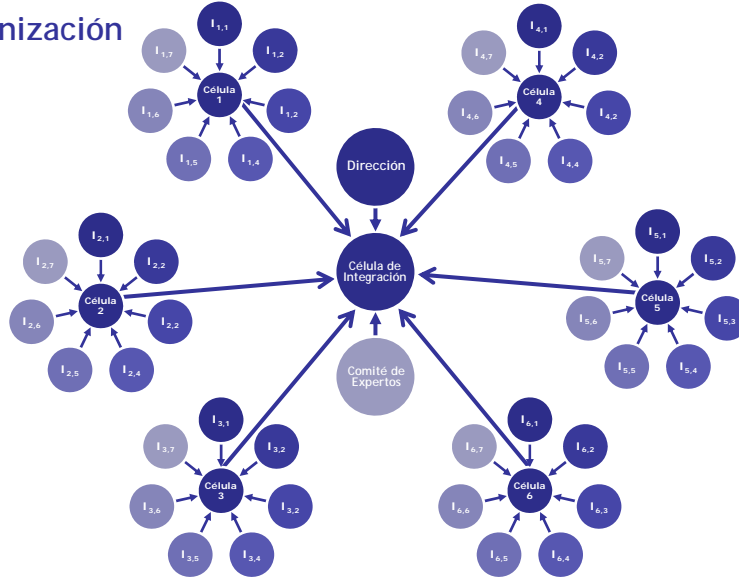 nización
I1,1
I1,2
I1,2
I1,4
I1,5
I1,6
I1,7
Célula
1
I4,1
I4,2
I4,2
I4,4
I4,5
I4,6
I4,7
Célula
4
Dirección
Célula de
Integración
Comité de
Expertos
I2,1
I2,2
I2,2
I2,4
I2,5
I2,6
I2,7
Célula
2
I5,1
I5,2
I5,3
I5,4
I5,5
I5,6
I5,7
Célula
5
I3,1
I3,2
I3,2
I3,4
I3,5
I3,6
I3,7
Célula
3
I6,1
I6,2
I6,3
I6,4
I6,5
I6,6
I6,7
Célula
6